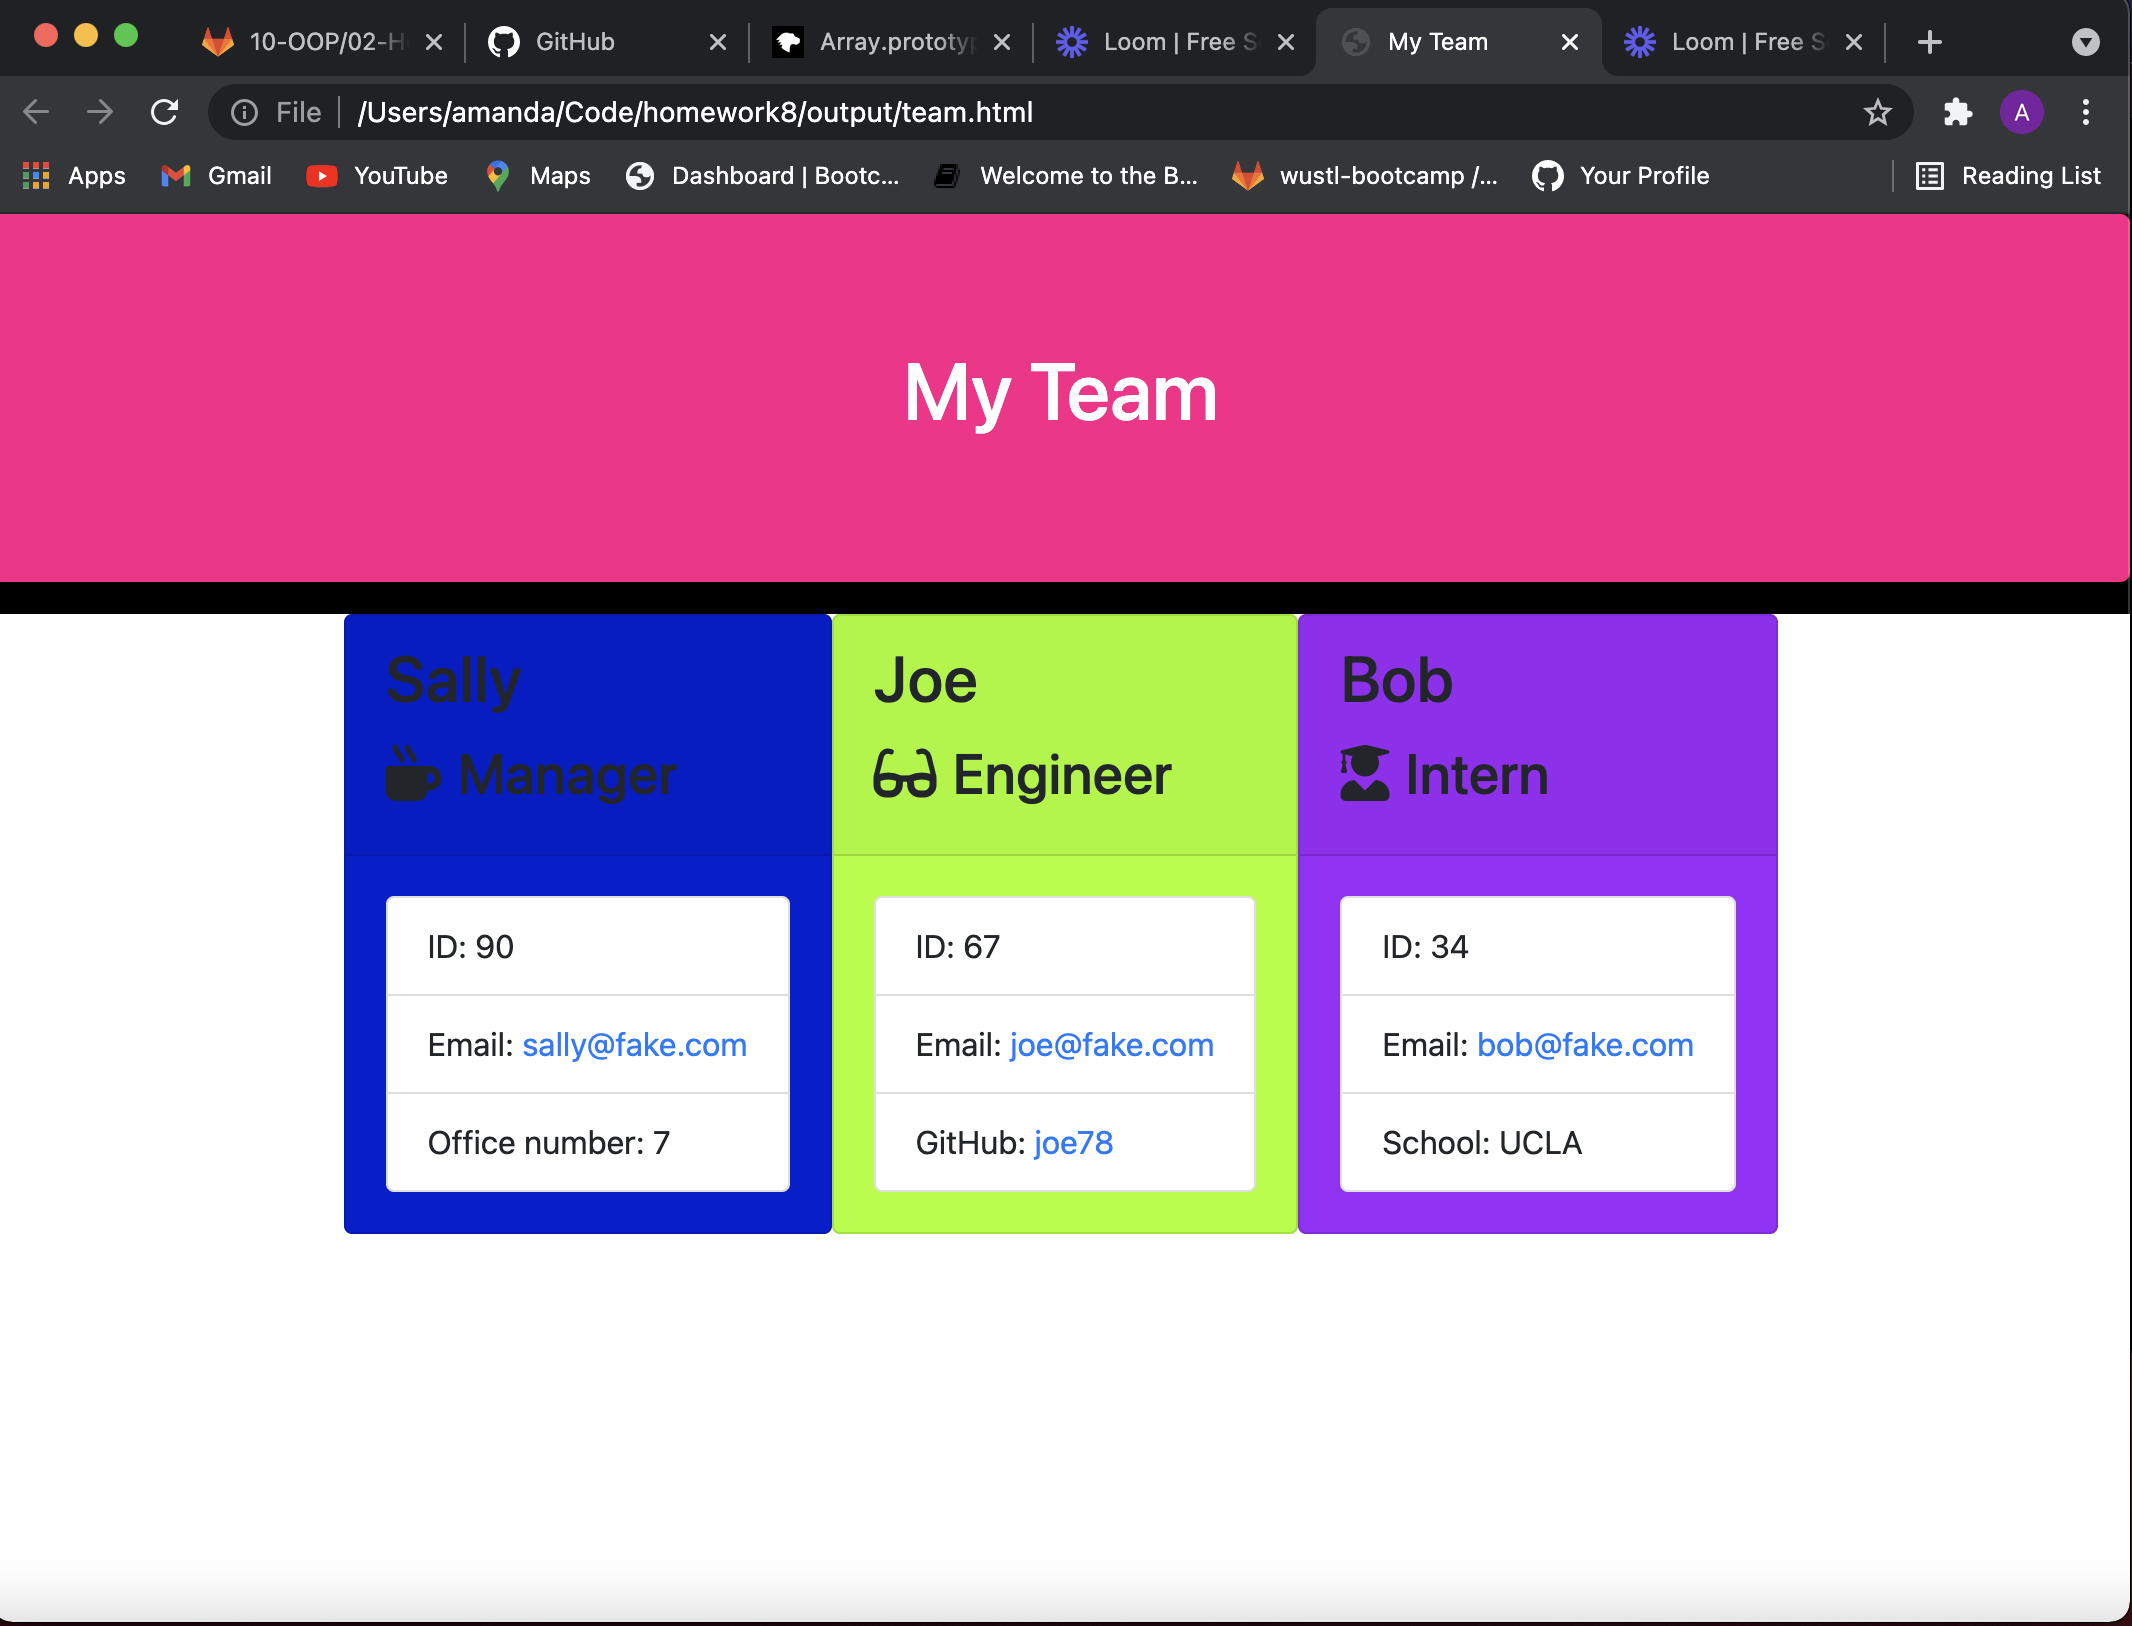 10-OOP/02-H
GitHub
Array.prototyp
Loom | Free S
My Team
Loom | Free S
File
/Users/amanda/Code/homework8/output/team.html
A
Apps
Gmail
YouTube
Maps
Dashboard | Bootc...
Welcome to the B...
wustl-bootcamp /...
Your Profile
Reading List
My Team
Sally
Manager
ID: 90
Email: sally@fake.com
Office number: 7
Joe
Engineer
ID: 67
Email: joe@fake.com
GitHub: joe78
Bob
Intern
ID: 34
Email: bob@fake.com
School: UCLA